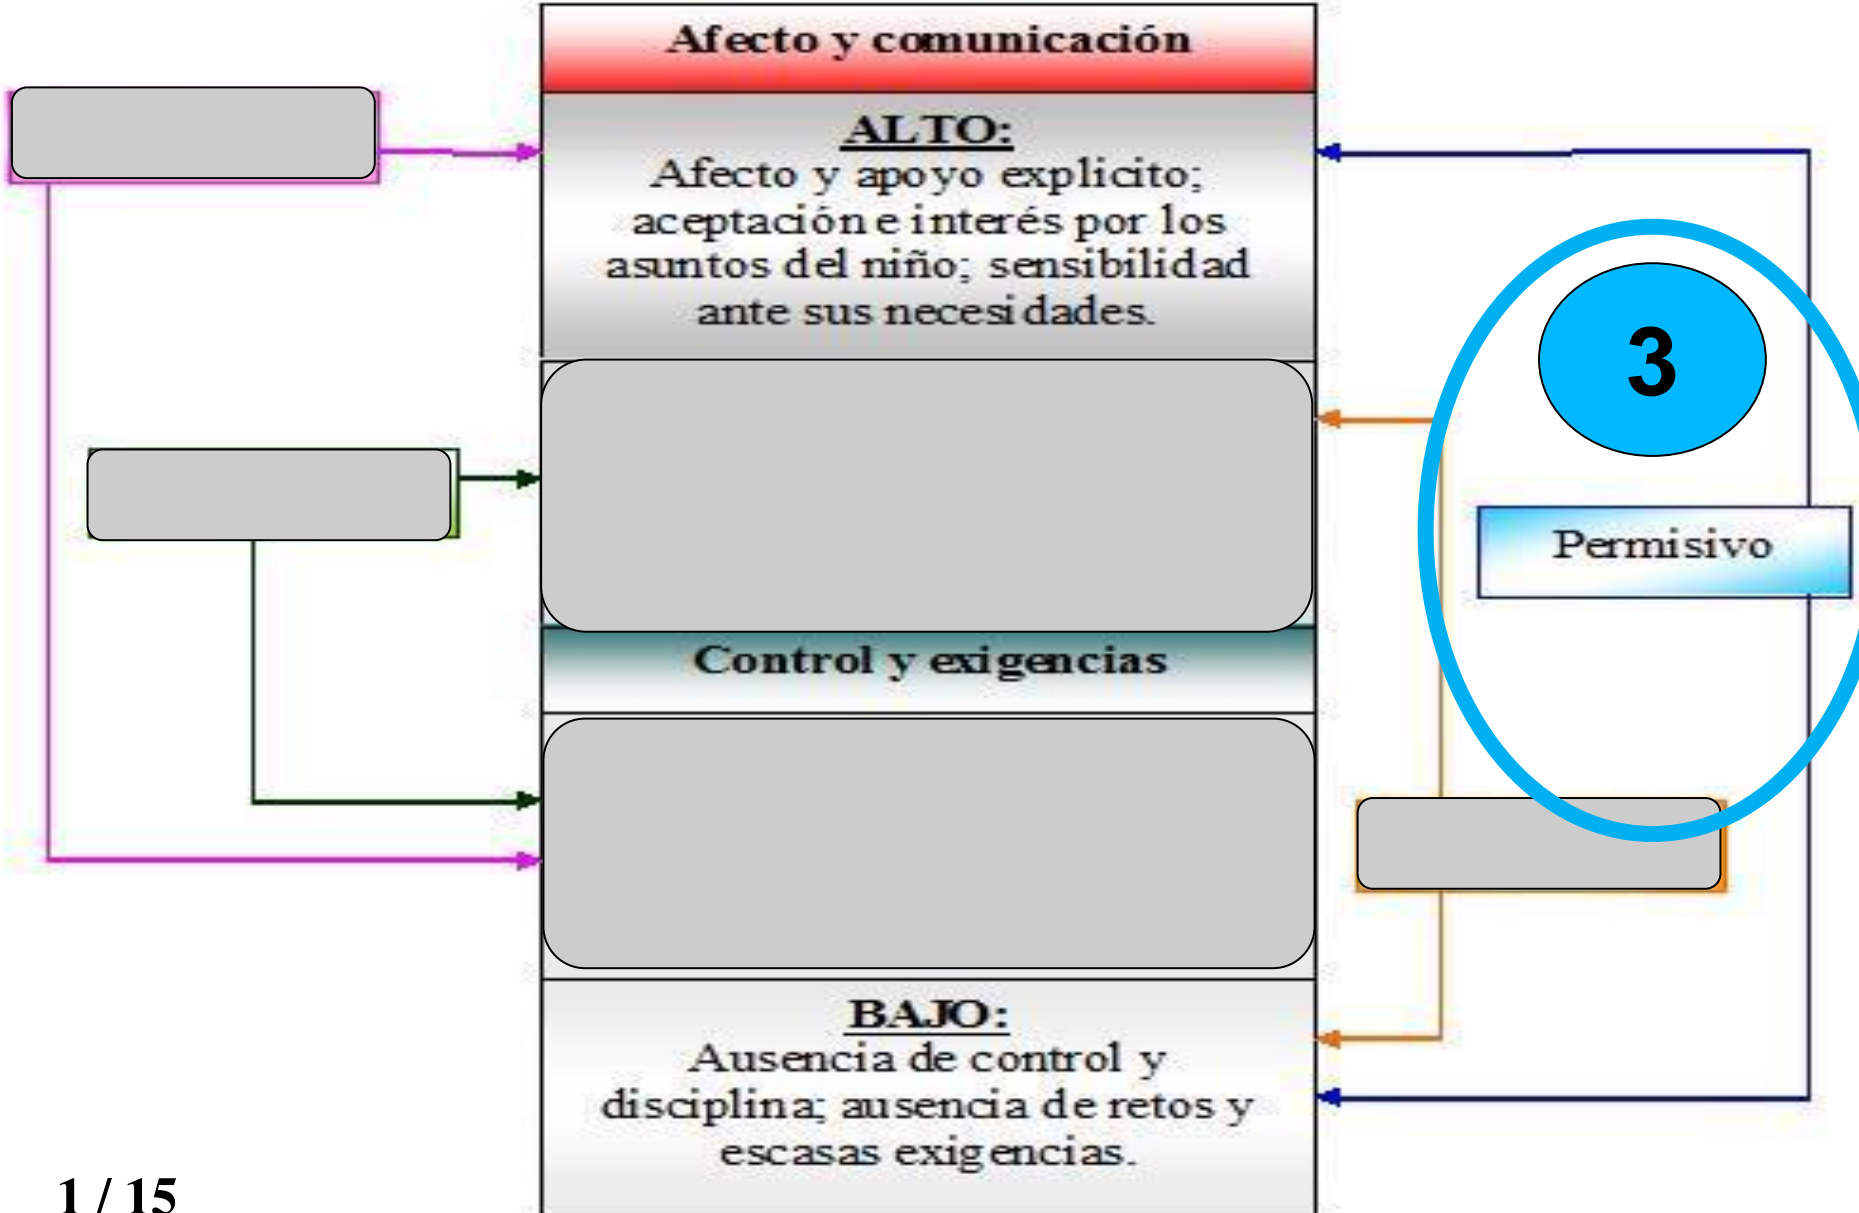 Afecto y comunicación
ALTO:
Afecto y apoyo explicito;
aceptación e interés por los
asuntos del niño; sensibilidad
ante sus necesidades.
3
Permisivo
Control y exigencias
BAJO:
Ausencia de control y
disciplina; ausencia de retos y
escasas exigencias.
1 / 15